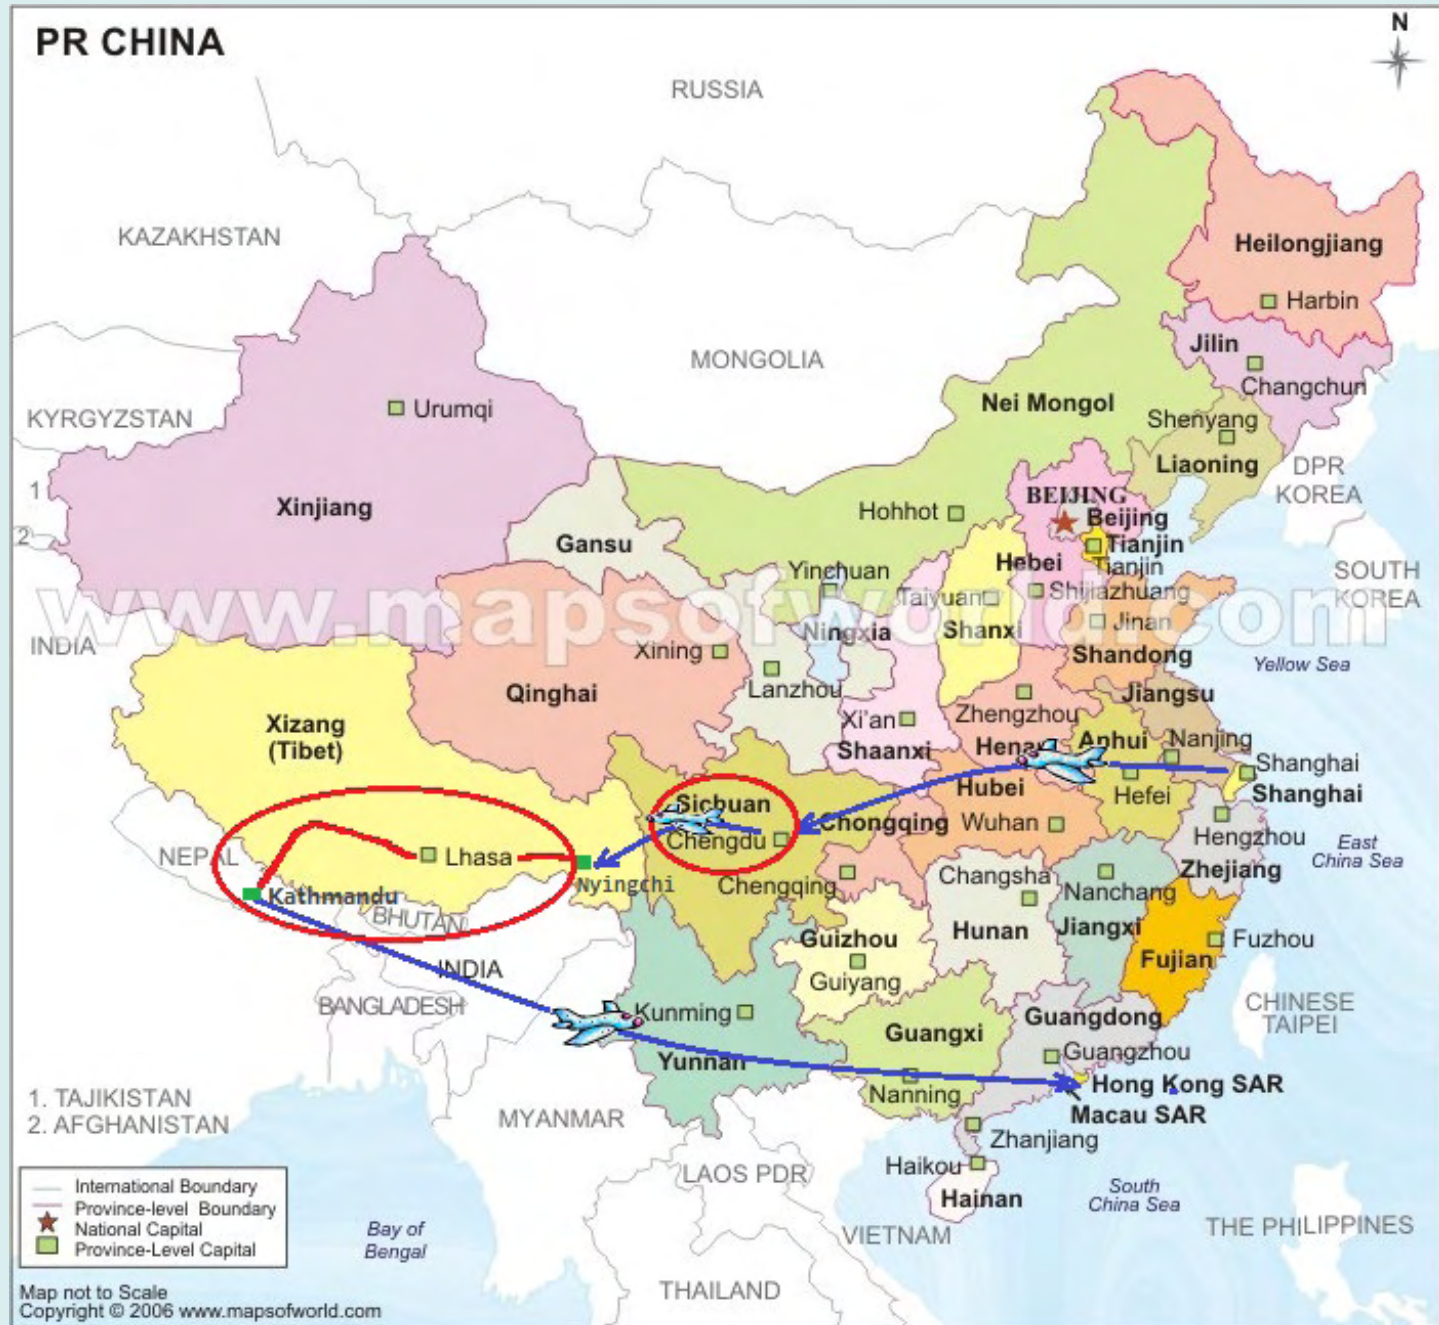 PR CHINA
N
RUSSIA
KAZAKHSTAN
Heilongjiang
Harbin
MONGOLIA
Jilin
Changchun
KYRGYZSTAN
Urumqi
Nei Mongol
Shenyang
Liaoning
DPR
KOREA
1
2
Xinjiang
Gansu
Hohhot
BEIJING
Beijing
Tianjin
Tianjin
Hebei
Yinchuan
Shijiazhuang
SOUTH
KOREA
www.mapsofworld.com
Taiyuan
Ningxia
Shanxi
Jinan
INDIA
Xining
Shandong
Yellow Sea
Qinghai
Lanzhou
Jiangsu
Xizang
(Tibet)
Xi'an
Zhengzhou
Shaanxi
Henan
Anhui
Nanjing
Shanghai
Shanghai
Hubei
Hefei
Sichuan
Chongqing
Wuhan
Hengzhou
East
China Sea
Chengdu
NEPAL
Lhasa
Zhejiang
Nyingchi
Chengqing
Changsha
Nanchang
Kathmandu
BHUTAN
Guizhou
Hunan
Jiangxi
Fuzhou
Fujian
INDIA
Guiyang
BANGLADESH
Kunming
Guangdong
CHINESE
TAIPEI
Guangxi
Guangzhou
Yunnan
Nanning
Hong Kong SAR
Macau SAR
1. TAJIKISTAN
2. AFGHANISTAN
MYANMAR
Zhanjiang
LAOS PDR
Haikou
Hainan
South
China Sea
International Boundary
Province-level Boundary
National Capital
Province-Level Capital
Bay of
Bengal
VIETNAM
THE PHILIPPINES
THAILAND
Map not to Scale
Copyright © 2006 www.mapsofworld.com